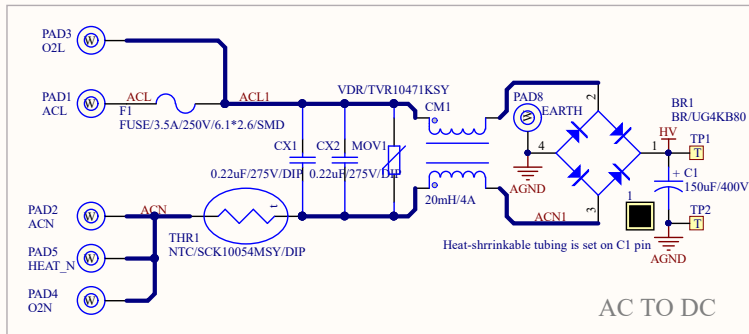 PAD3
O2L
W
PAD1
ACL
W
ACL
F1
FUSE/3.5A/250V/6.1*2.6/SMD
ACL1
VDR/TVR10471KSY
CM1
20mH/4A
CX1
0.22uF/275V/DIP
CX2
0.22uF/275V/DIP
MOV1
PAD8
EARTH
W
AGND
2
4
1
3
BR1
BR/UG4KB80
HV
TP1
T
C1
150uF/400V
+
TP2
T
AGND
1
ACN1
Heat-shrrinkable tubing is set on C1 pin
PAD2
ACN
W
ACN
t
THR1
NTC/SCK10054MSY/DIP
PAD5
HEAT_N
W
PAD4
O2N
W
AC TO DC